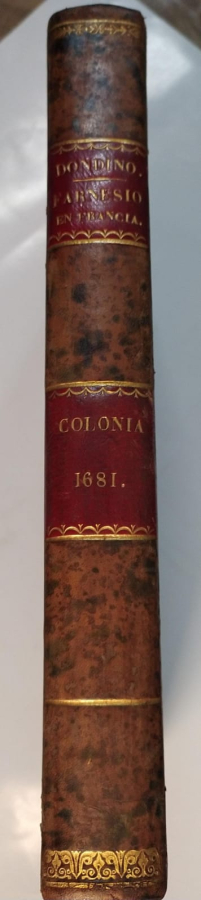 DONDINO.
FARNESIO
EN FRANCIA.
COLONIA
1681.